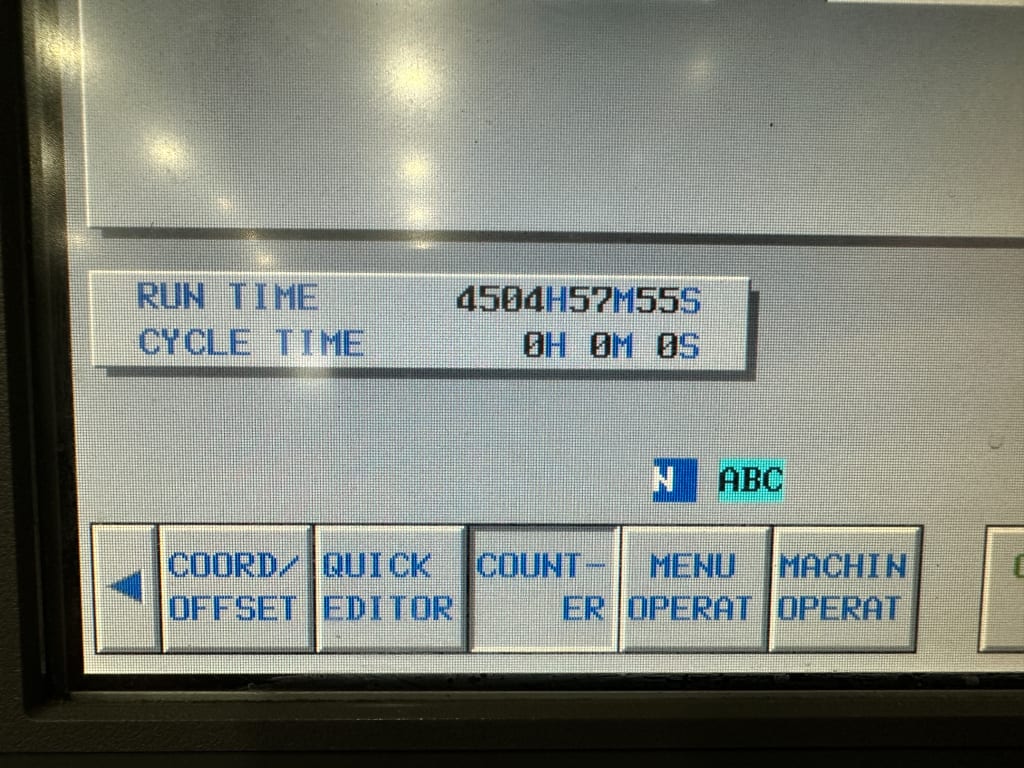 RUN TIME 4504H57M55S
CYCLE TIME 0H 0M 0S
N ABC
COORD/
OFFSET
QUICK
EDITOR
COUNT-
ER
MENU
OPERAT
MACHIN
OPERAT